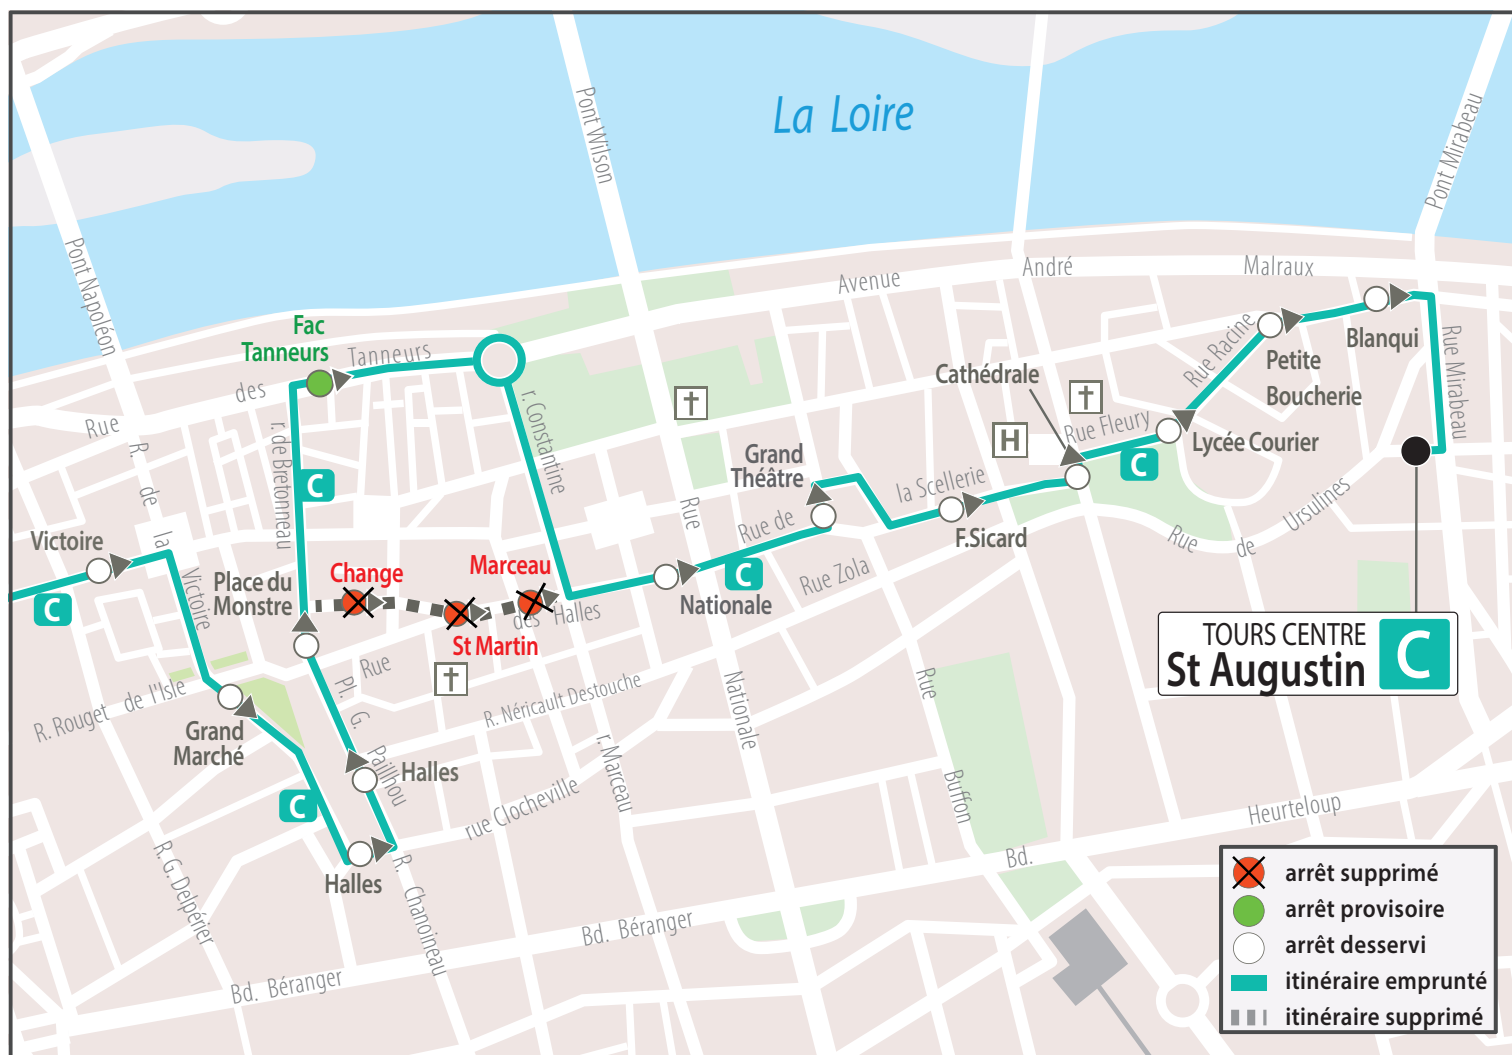 La Loire
Pont Wilson
Pont Mirabeau
Pont Napoléon
Avenue
André
Malraux
Fac
Tanneurs
Rue
des
Tanneurs
r. Constantine
r. de Bretonneau
C
Cathédrale
H
Rue Fleury
C
Rue Racine
Petite
Boucherie
Blanqui
Rue Mirabeau
Lycée Courier
Grand
Théâtre
la Scellerie
Rue de
F.Sicard
Rue
de
Ursulines
R.
de
la
Victoire
Victoire
C
Place du
Monstre
Change
Marceau
St Martin
des Halles
Rue
Rue
Nationale
C
Nationale
Rue Zola
TOURS CENTRE
St Augustin
C
R. Rouget de l'Isle
Grand
Marché
Pl. G. Paillhou
Halles
C
Halles
R. Néricault Destouche
rue Clocheville
r. Marceau
Rue
Buffon
R. G. Delpérier
R. Chanoineau
Bd. Béranger
Bd. Béranger
Bd.
Heurteloup
arrêt supprimé
arrêt provisoire
arrêt desservi
itinéraire emprunté
itinéraire supprimé